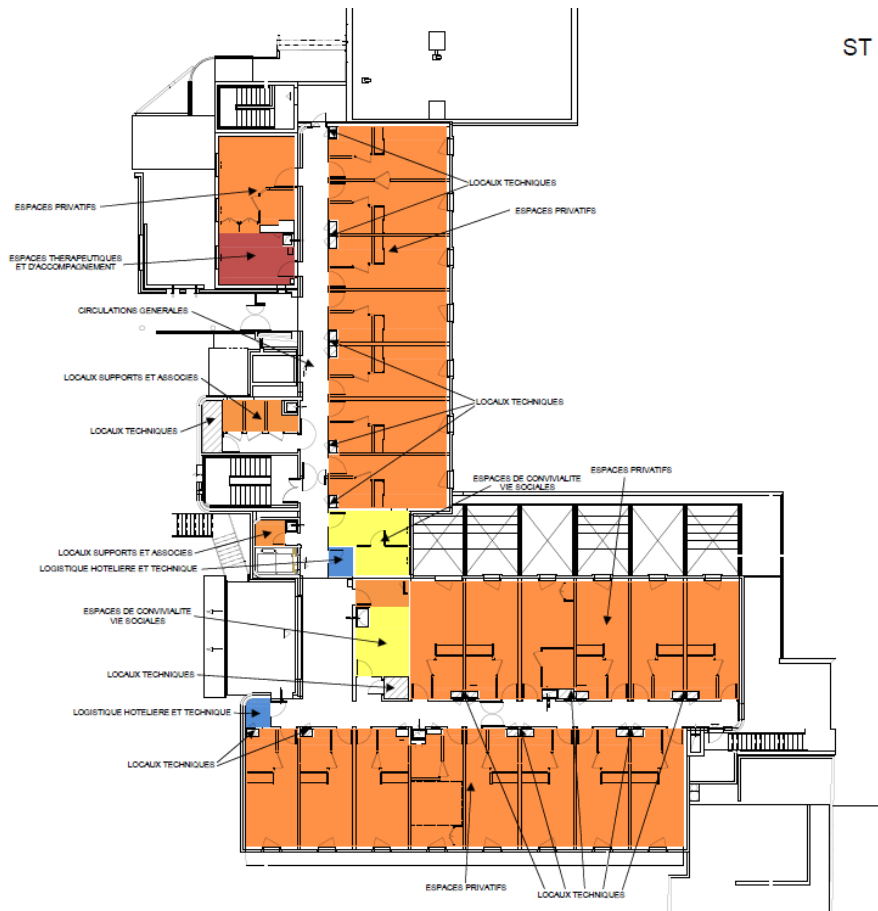 ST
LOCAUX TECHNIQUES
ESPACES PRIVATIFS
ESPACES PRIVATIFS
ESPACES THERAPEUTIQUES
ET D'ACCOMPAGNEMENT
CIRCULATIONS GENERALES
LOCAUX SUPPORTS ET ASSOCIES
LOCAUX TECHNIQUES
LOCAUX TECHNIQUES
ESPACES PRIVATIFS
ESPACES DE CONVIVIALITE
VIE SOCIALES
LOCAUX SUPPORTS ET ASSOCIES
LOGISTIQUE HOTELIERE ET TECHNIQUE
ESPACES DE CONVIVIALITE
VIE SOCIALES
LOCAUX TECHNIQUES
LOGISTIQUE HOTELIERE ET TECHNIQUE
LOCAUX TECHNIQUES
ESPACES PRIVATIFS
LOCAUX TECHNIQUES